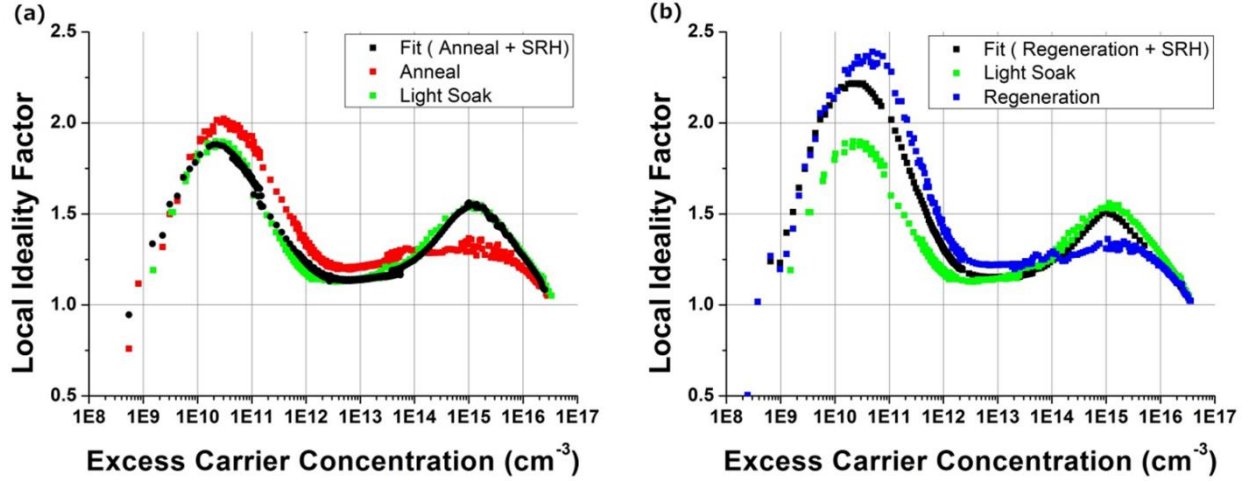 (a)
Fit ( Anneal + SRH)
Anneal
Light Soak
Local Ideality Factor
2.5
2.0
1.5
1.0
0.5
1E8 1E9 1E10 1E11 1E12 1E13 1E14 1E15 1E16 1E17
Excess Carrier Concentration (cm⁻³)
(b)
Fit ( Regeneration + SRH)
Light Soak
Regeneration
Local Ideality Factor
2.5
2.0
1.5
1.0
0.5
1E8 1E9 1E10 1E11 1E12 1E13 1E14 1E15 1E16 1E17
Excess Carrier Concentration (cm⁻³)